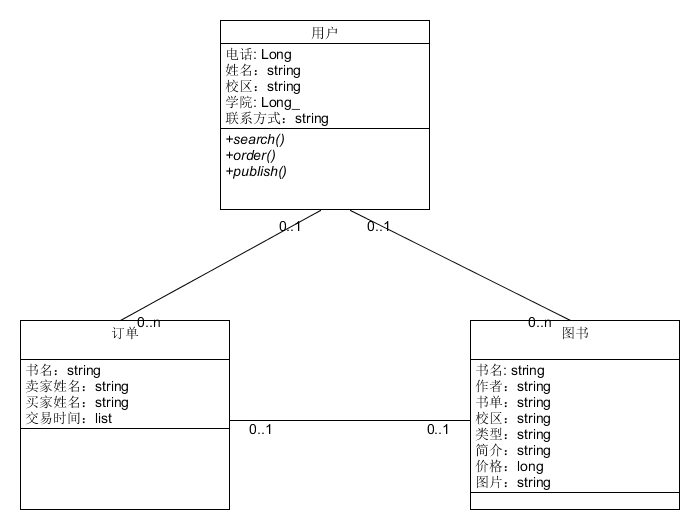 用户
电话: Long
姓名：string
校区：string
学院: Long_
联系方式：string
+search()
+order()
+publish()
0..1
0..1
0..n
0..n
订单
书名：string
卖家姓名：string
买家姓名：string
交易时间：list
0..1
0..1
图书
书名: string
作者：string
书单：string
校区：string
类型：string
简介：string
价格：long
图片：string